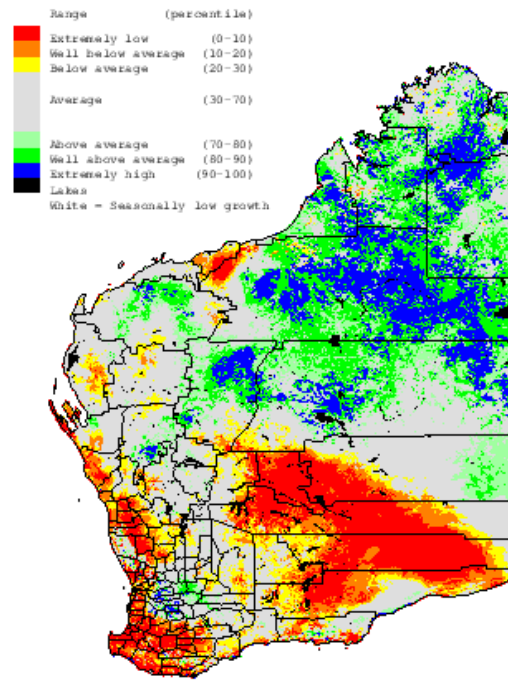 Range (percentile)
Extremely low (0-10)
Well below average (10-20)
Below average (20-30)
Average (30-70)
Above average (70-80)
Well above average (80-90)
Extremely high (90-100)
Lakes
White - Seasonally low growth